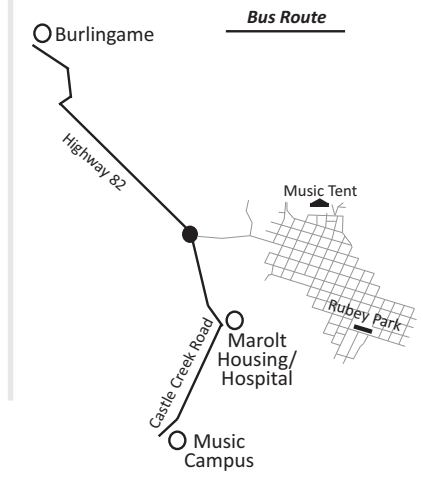 Bus Route
Burlingame
Highway 82
Music Tent
Rubey Park
Marolt
Housing/
Hospital
Castle Creek Road
Music
Campus